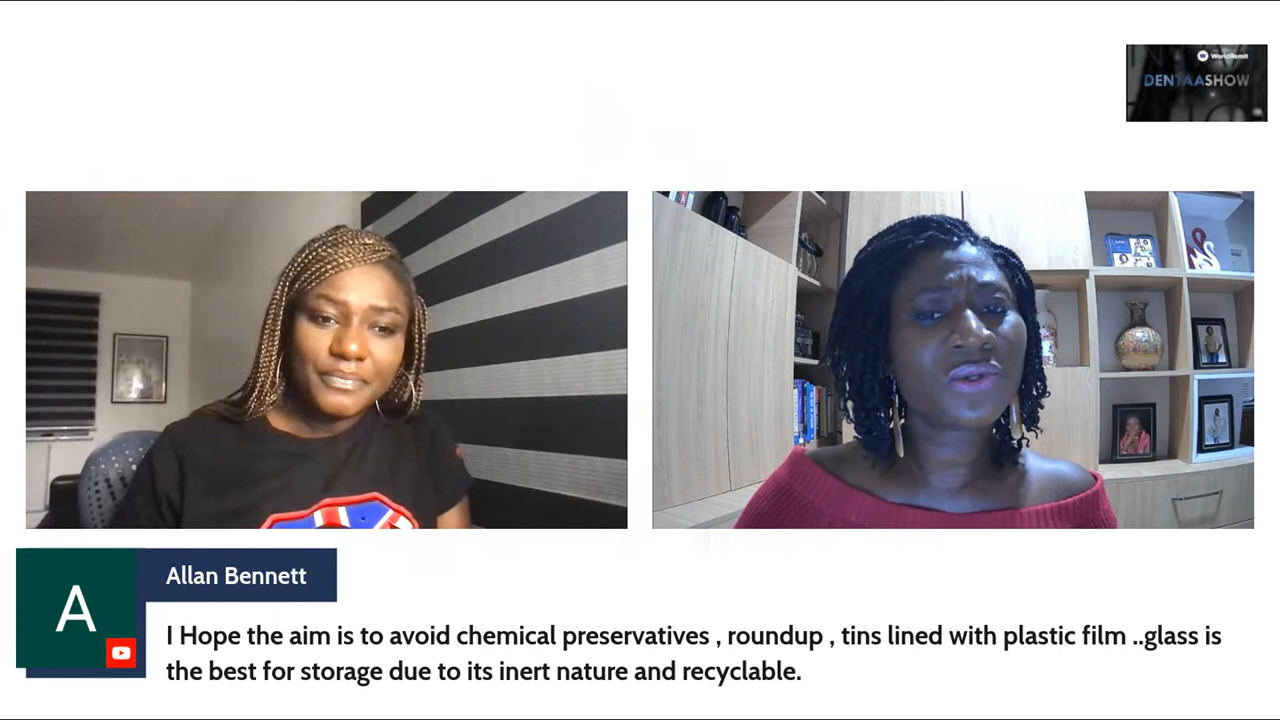 WorldRemit
DENTAASHOW
Allan Bennett
A
I Hope the aim is to avoid chemical preservatives , roundup , tins lined with plastic film ..glass is
the best for storage due to its inert nature and recyclable.